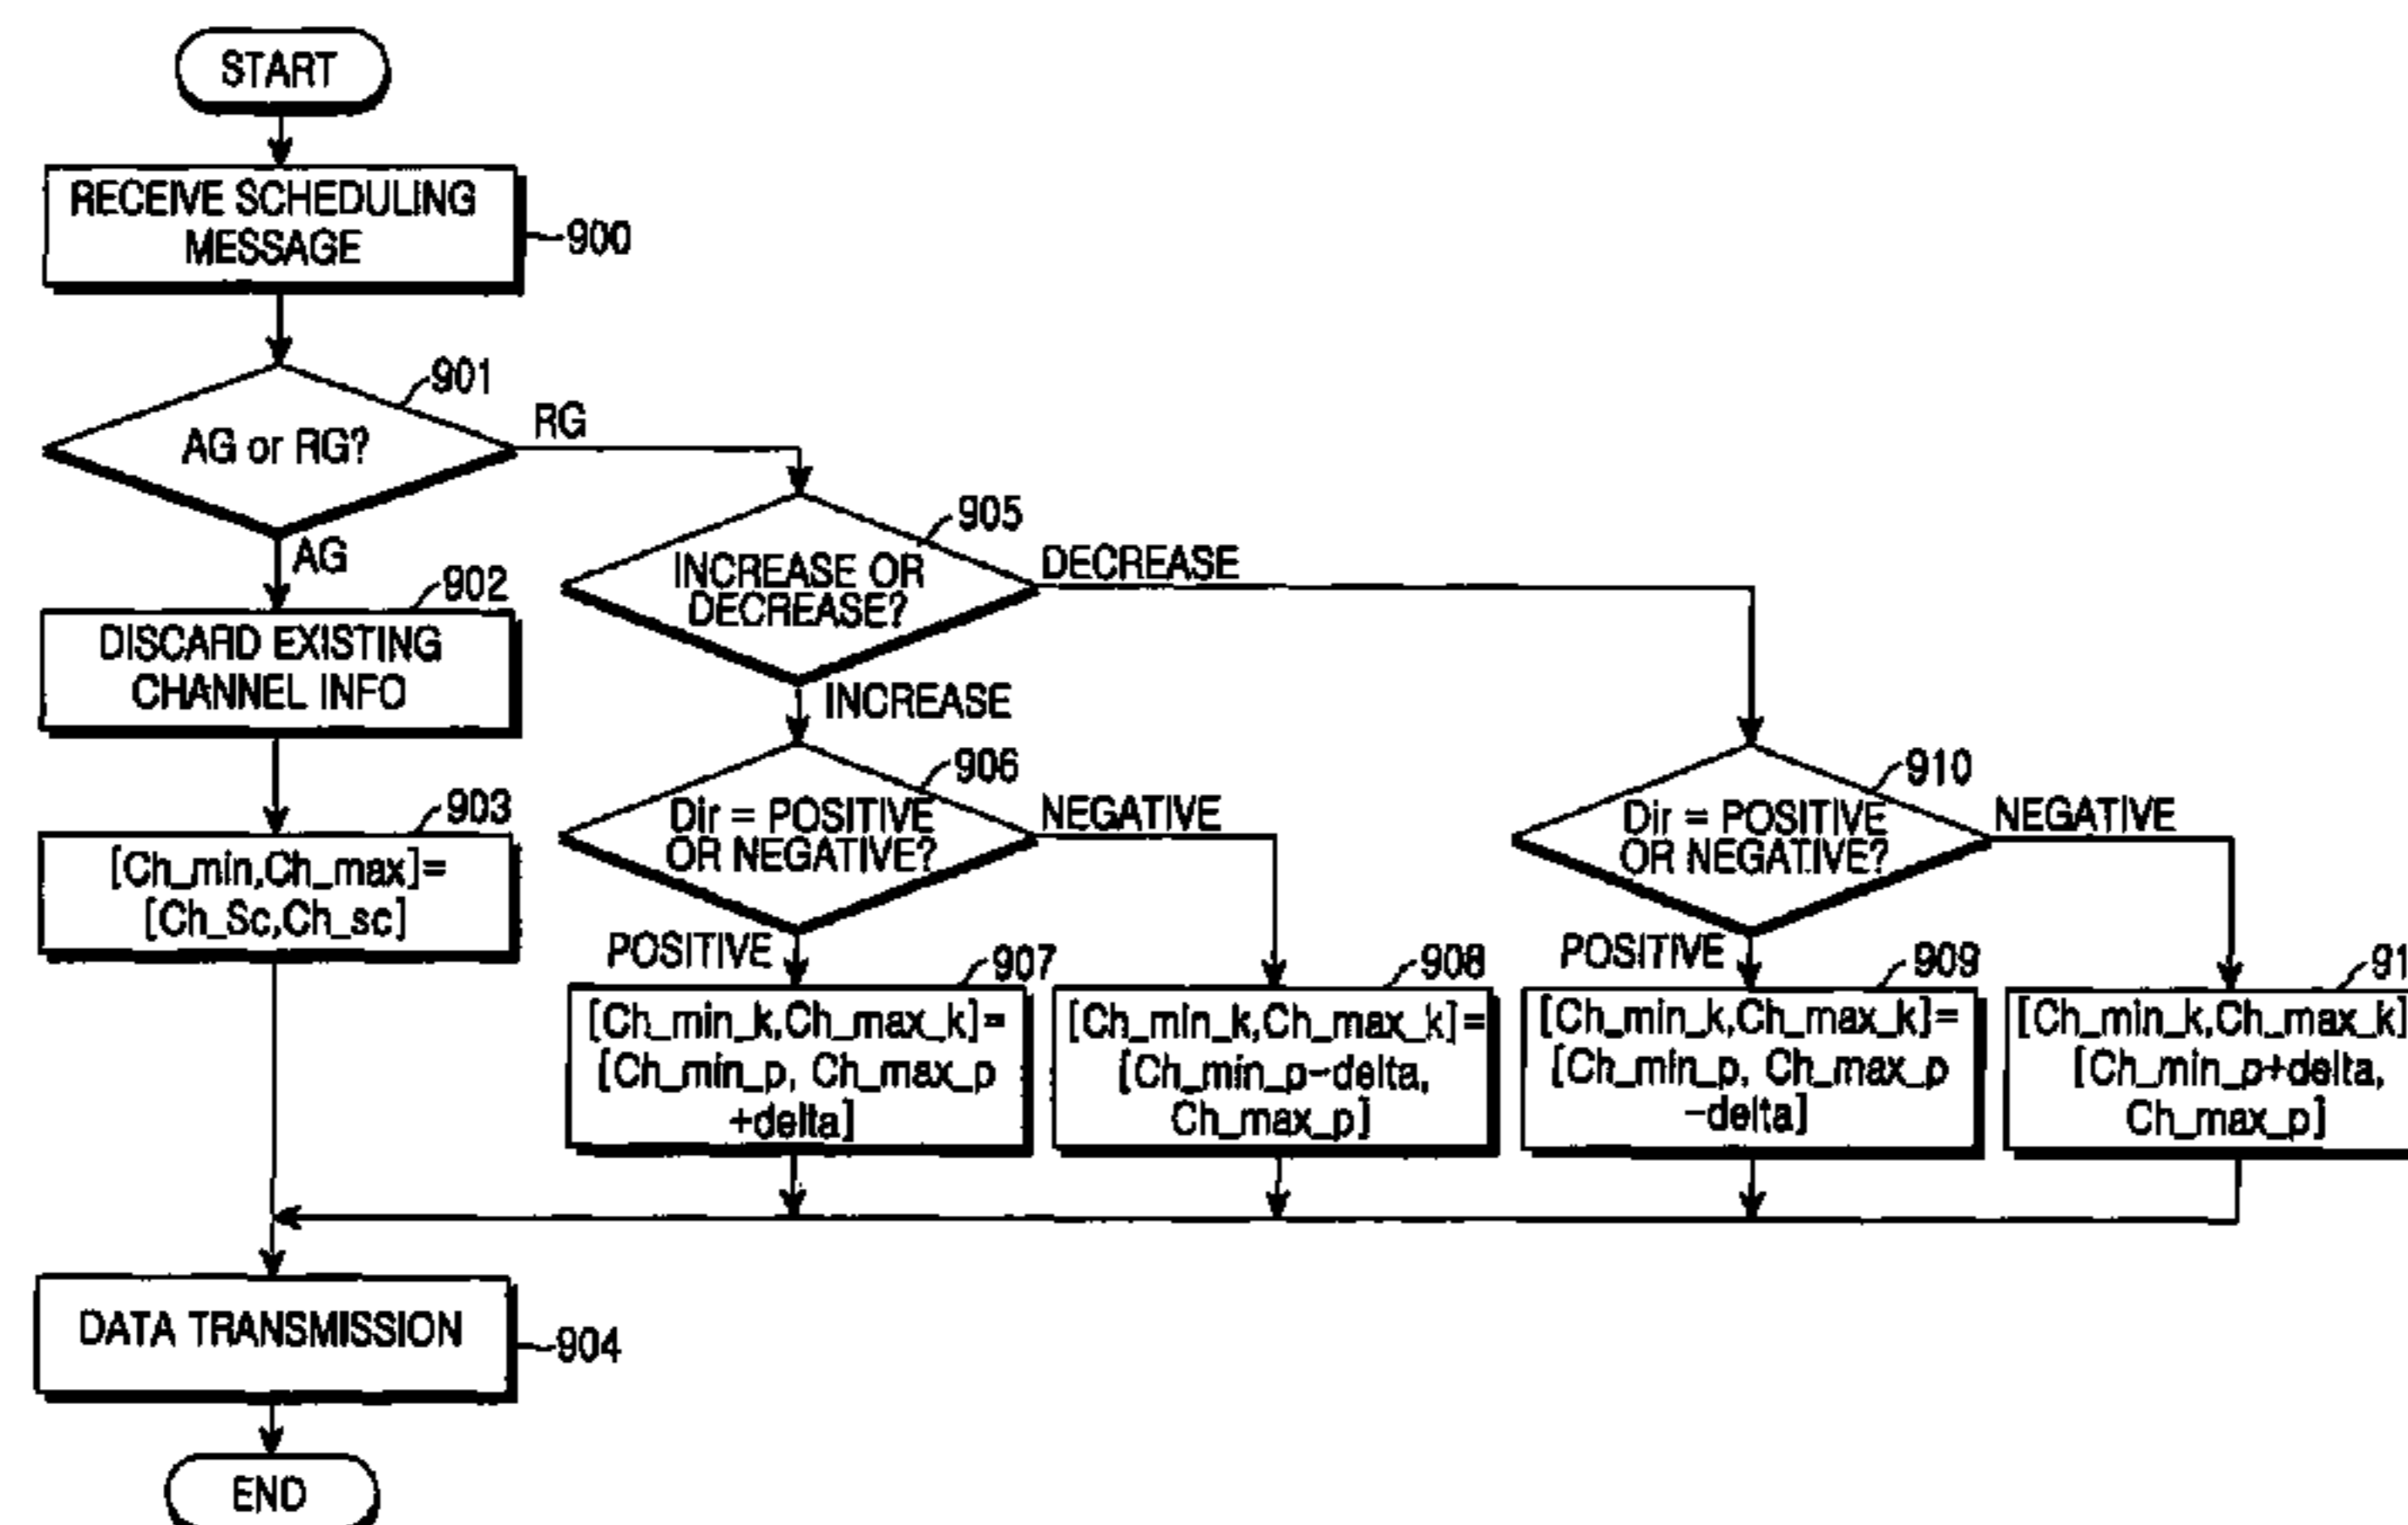 START
RECEIVE SCHEDULING
MESSAGE
900
901
AG or RG?
RG
AG
902
DISCARD EXISTING
CHANNEL INFO
903
[Ch_min,Ch_max]=
[Ch_Sc,Ch_sc]
905
INCREASE OR
DECREASE?
DECREASE
INCREASE
906
Dir = POSITIVE
OR NEGATIVE?
NEGATIVE
POSITIVE
907
[Ch_min_k,Ch_max_k]=
[Ch_min_p, Ch_max_p
+delta]
908
[Ch_min_k,Ch_max_k]=
[Ch_min_p-delta,
Ch_max_p]
910
Dir = POSITIVE
OR NEGATIVE?
NEGATIVE
POSITIVE
909
[Ch_min_k,Ch_max_k]=
[Ch_min_p, Ch_max_p
-delta]
[Ch_min_k,Ch_max_k]
[Ch_min_p+delta,
Ch_max_p]
DATA TRANSMISSION
904
END